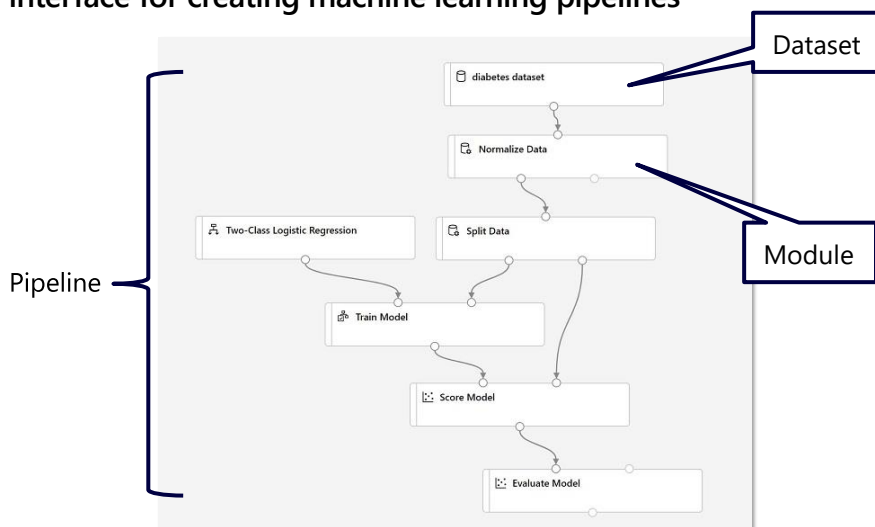 interface for creating machine learning pipelines
Dataset
diabetes dataset
Normalize Data
Two-Class Logistic Regression
Split Data
Module
Pipeline
Train Model
Score Model
Evaluate Model